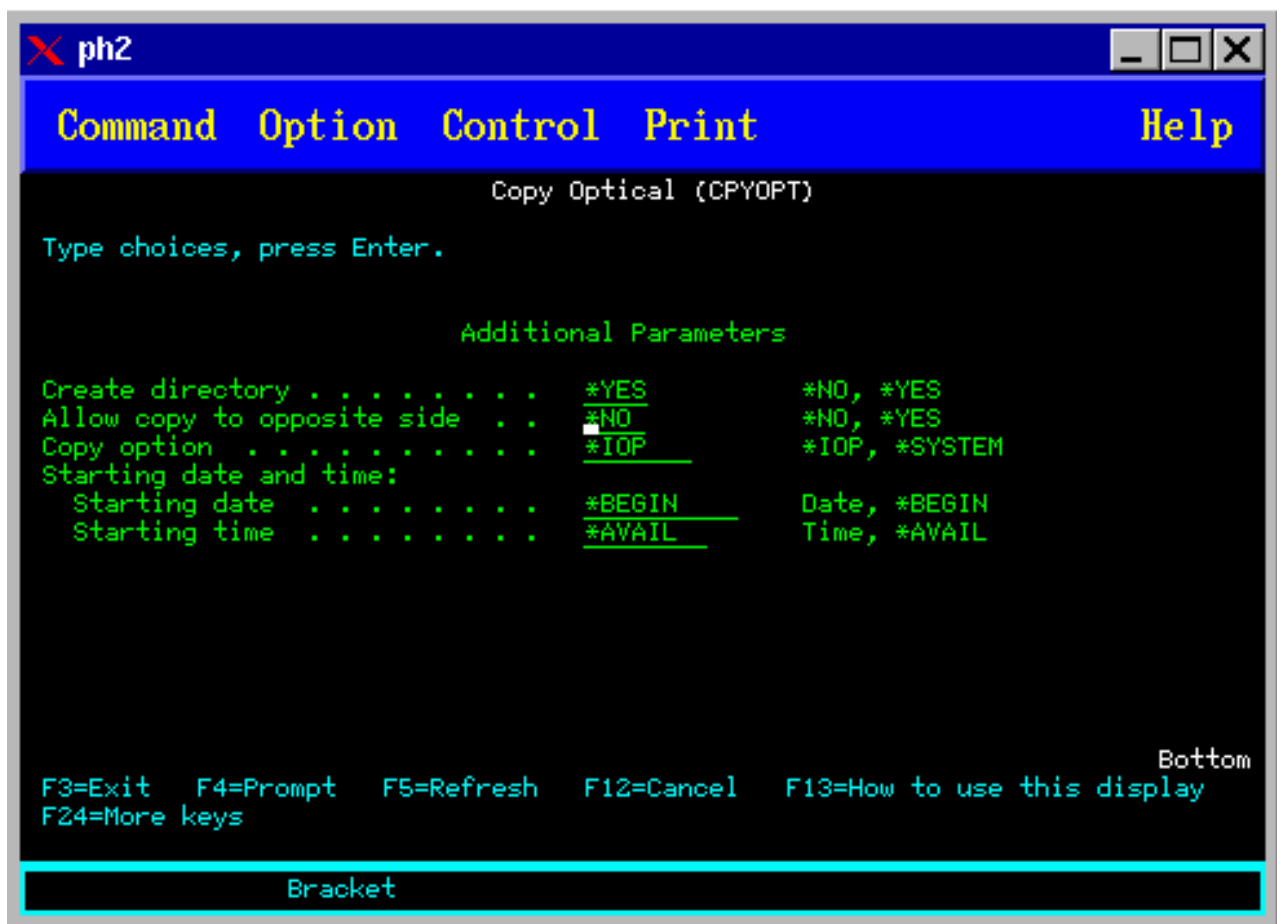 ph2
Command Option Control Print Help
Copy Optical (CPYOPT)
Type choices, press Enter.
Additional Parameters
Create directory . . . . . . . . *YES *NO, *YES
Allow copy to opposite side . . *NO *NO, *YES
Copy option . . . . . . . . . . *IOP *IOP, *SYSTEM
Starting date and time:
Starting date . . . . . . . . *BEGIN Date, *BEGIN
Starting time . . . . . . . . *AVAIL Time, *AVAIL
Bottom
F3=Exit F4=Prompt F5=Refresh F12=Cancel F13=How to use this display
F24=More keys
Bracket